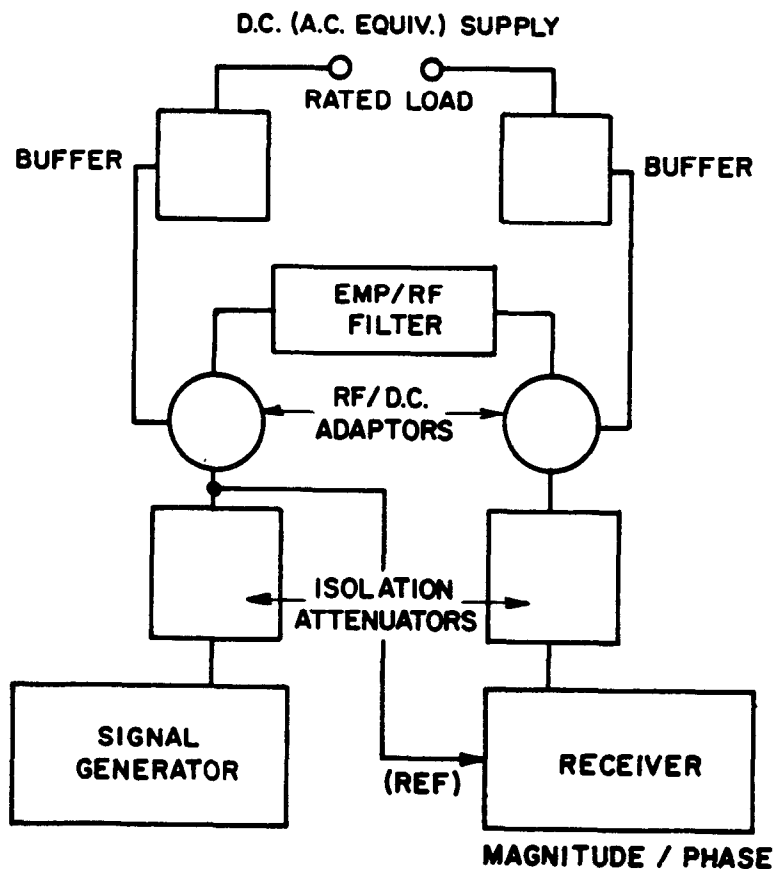 D.C. (A.C. EQUIV.) SUPPLY
RATED LOAD
BUFFER
BUFFER
EMP/RF
FILTER
RF/D.C.
ADAPTORS
ISOLATION
ATTENUATORS
SIGNAL
GENERATOR
(REF)
RECEIVER
MAGNITUDE / PHASE